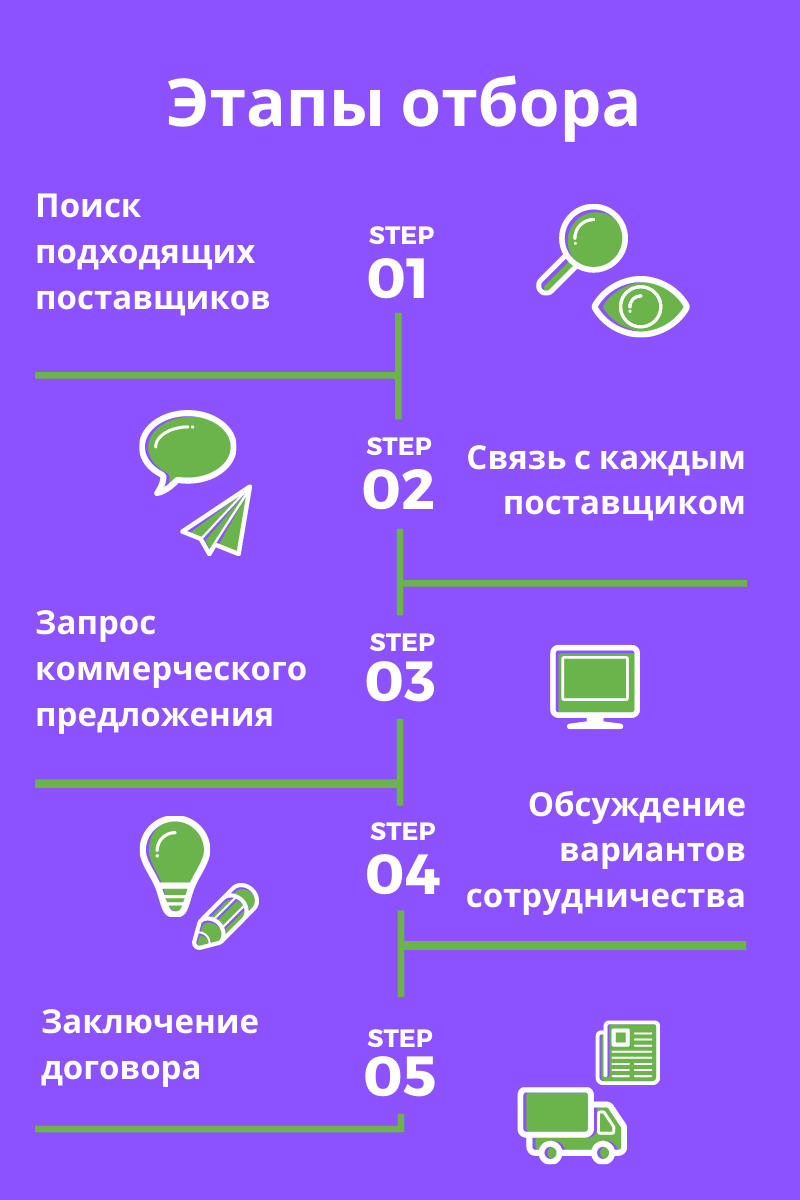 Этапы отбора
Поиск
подходящих
поставщиков
STEP
01
STEP
02
Связь с каждым
поставщиком
Запрос
коммерческого
предложения
STEP
03
STEP
04
Обсуждение
вариантов
сотрудничества
Заключение
договора
STEP
05